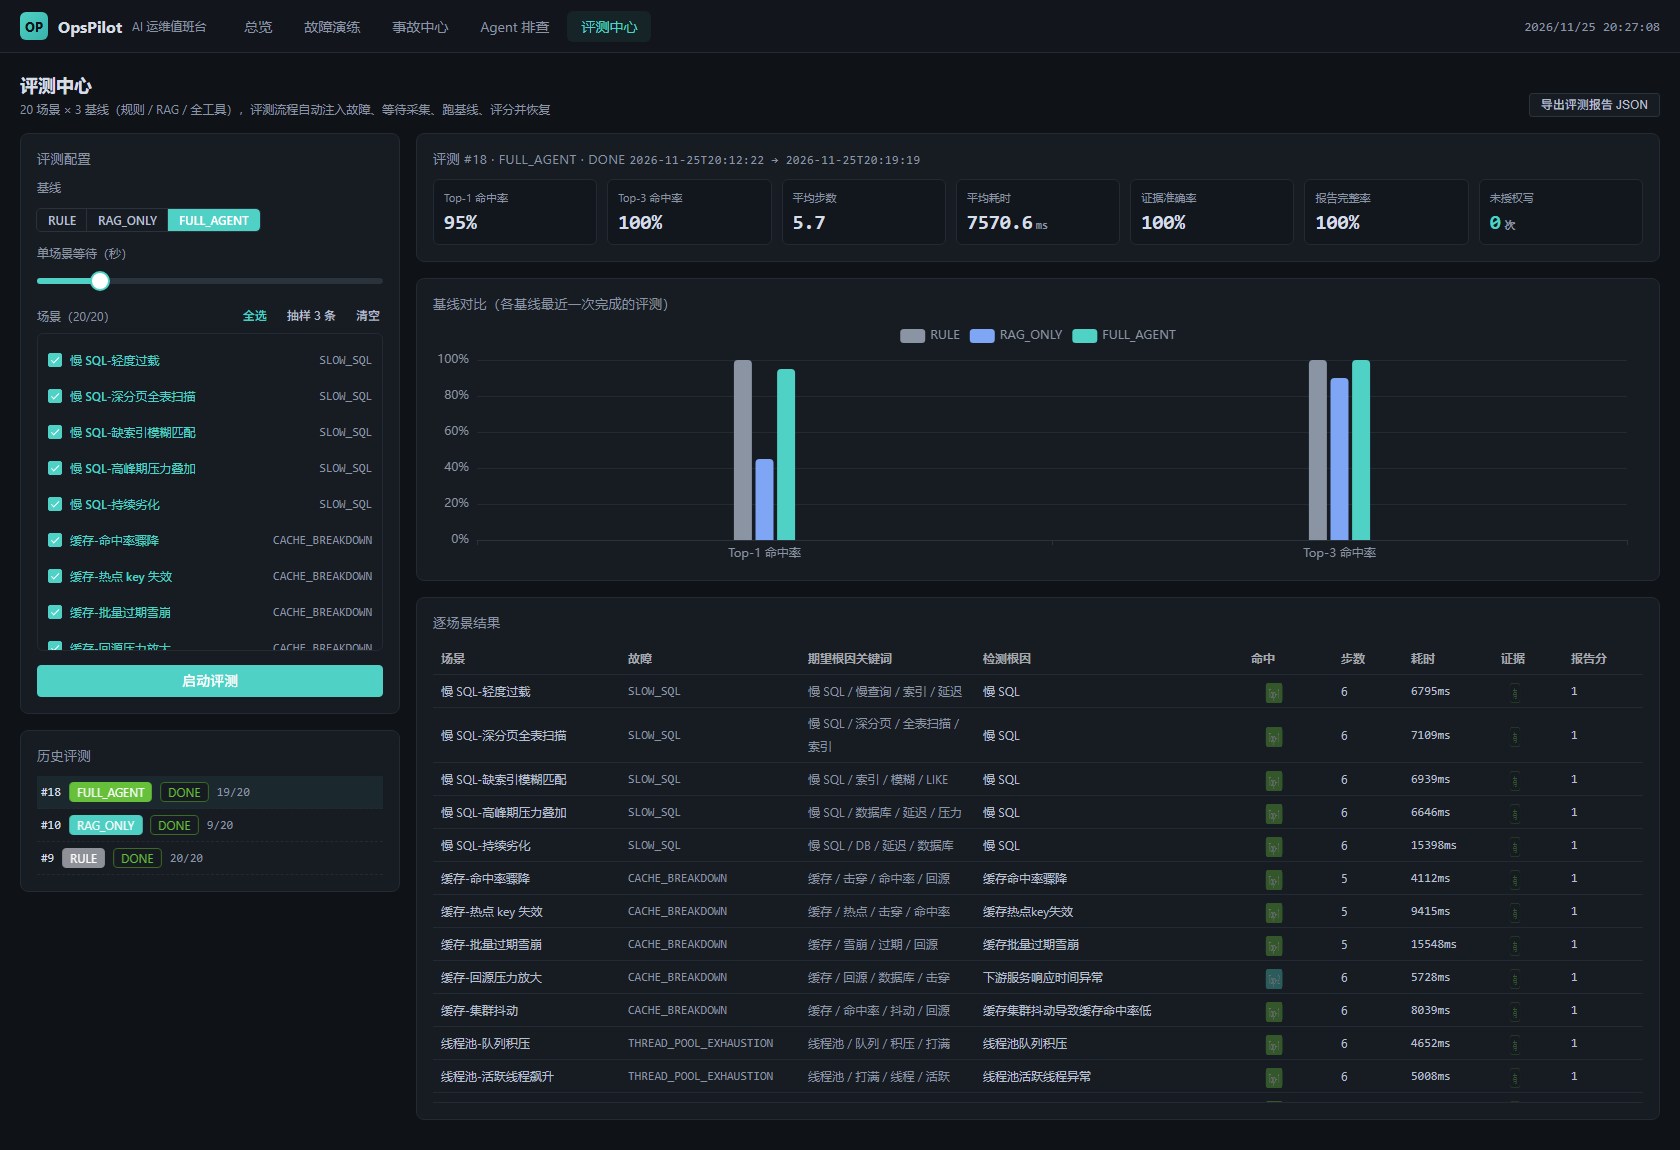 OP OpsPilot AI 运维值班台 总览 故障演练 事故中心 Agent 排查 评测中心 2026/11/25 20:27:08
评测中心
20 场景 × 3 基线（规则 / RAG / 全工具），评测流程自动注入故障、等待采集、跑基线、评分并恢复
导出评测报告 JSON
评测配置
基线
RULE RAG_ONLY FULL_AGENT
单场景等待（秒）
场景（20/20） 全选 抽样 3 条 清空
慢 SQL-轻度过载 SLOW_SQL
慢 SQL-深分页全表扫描 SLOW_SQL
慢 SQL-缺索引模糊匹配 SLOW_SQL
慢 SQL-高峰期压力叠加 SLOW_SQL
慢 SQL-持续劣化 SLOW_SQL
缓存-命中率骤降 CACHE_BREAKDOWN
缓存-热点 key 失效 CACHE_BREAKDOWN
缓存-批量过期雪崩 CACHE_BREAKDOWN
缓存-回源压力放大 CACHE_BREAKDOWN
启动评测
历史评测
#18 FULL_AGENT DONE 19/20
#10 RAG_ONLY DONE 9/20
#9 RULE DONE 20/20
评测 #18 · FULL_AGENT · DONE 2026-11-25T20:12:22 → 2026-11-25T20:19:19
Top-1 命中率 Top-3 命中率 平均步数 平均耗时 证据准确率 报告完整率 未授权写
95% 100% 5.7 7570.6 ms 100% 100% 0 次
基线对比（各基线最近一次完成的评测）
RULE RAG_ONLY FULL_AGENT
100%
80%
60%
40%
20%
0%
Top-1 命中率 Top-3 命中率
逐场景结果
场景 故障 期望根因关键词 检测根因 命中 步数 耗时 证据 报告分
慢 SQL-轻度过载 SLOW_SQL 慢 SQL / 慢查询 / 索引 / 延迟 慢 SQL 6 6795ms 1
慢 SQL-深分页全表扫描 SLOW_SQL 慢 SQL / 深分页 / 全表扫描 / 慢 SQL 6 7109ms 1
索引
慢 SQL-缺索引模糊匹配 SLOW_SQL 慢 SQL / 索引 / 模糊 / LIKE 慢 SQL 6 6939ms 1
慢 SQL-高峰期压力叠加 SLOW_SQL 慢 SQL / 数据库 / 延迟 / 压力 慢 SQL 6 6646ms 1
慢 SQL-持续劣化 SLOW_SQL 慢 SQL / DB / 延迟 / 数据库 慢 SQL 6 15398ms 1
缓存-命中率骤降 CACHE_BREAKDOWN 缓存 / 击穿 / 命中率 / 回源 缓存命中率骤降 5 4112ms 1
缓存-热点 key 失效 CACHE_BREAKDOWN 缓存 / 热点 / 击穿 / 命中率 缓存热点key失效 5 9415ms 1
缓存-批量过期雪崩 CACHE_BREAKDOWN 缓存 / 雪崩 / 过期 / 回源 缓存批量过期雪崩 5 15548ms 1
缓存-回源压力放大 CACHE_BREAKDOWN 缓存 / 回源 / 数据库 / 击穿 下游服务响应时间异常 6 5728ms 1
缓存-集群抖动 CACHE_BREAKDOWN 缓存 / 命中率 / 抖动 / 回源 缓存集群抖动导致缓存命中率低 6 8039ms 1
线程池-队列积压 THREAD_POOL_EXHAUSTION 线程池 / 队列 / 积压 / 打满 线程池队列积压 6 4652ms 1
线程池-活跃线程飙升 THREAD_POOL_EXHAUSTION 线程池 / 打满 / 线程 / 活跃 线程池活跃线程异常 6 5008ms 1